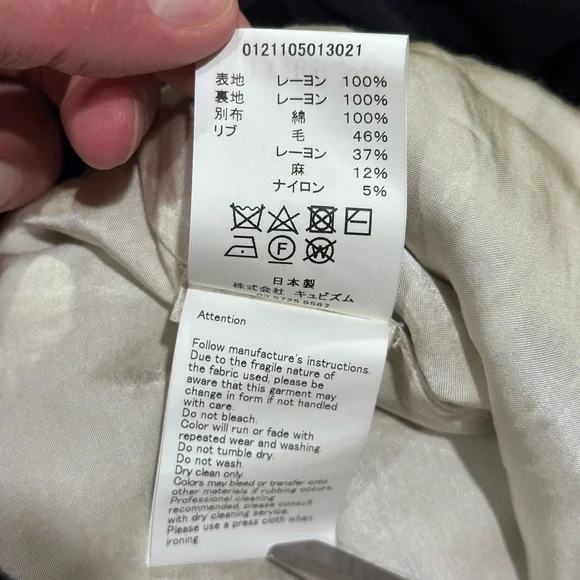 0121105013021
表地 レーヨン 100%
裏地 レーヨン 100%
別布 綿 100%
リブ 毛 46%
レーヨン 37%
麻 12%
ナイロン 5%
日本製
株式会社 キュビズム
03 5725 8567
Attention
Follow manufacture's instructions.
Due to the fragile nature of
the fabric used, please be
aware that this garment may
change in form if not handled
with care.
Do not bleach.
Color will run or fade with
repeated wear and washing
Do not tumble dry.
Do not wash.
Dry clean only.
Colors may bleed or transfer onto
other materials if rubbing occurs.
Professional cleaning
recommended, please consult
with dry cleaning service.
Please use a press cloth when
ironing